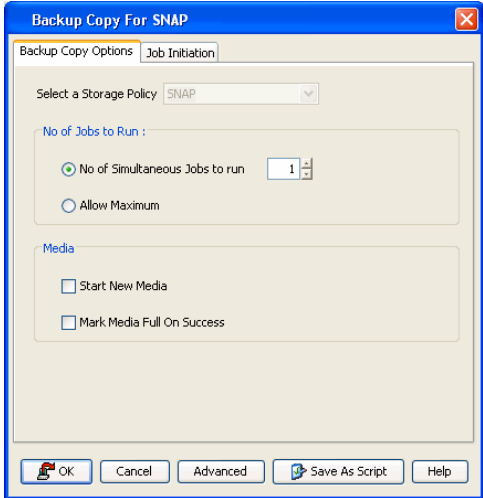 Backup Copy For SNAP
Backup Copy Options Job Initiation
Select a Storage Policy SNAP
No of Jobs to Run :
No of Simultaneous Jobs to run 1
Allow Maximum
Media
Start New Media
Mark Media Full On Success
OK Cancel Advanced Save As Script Help